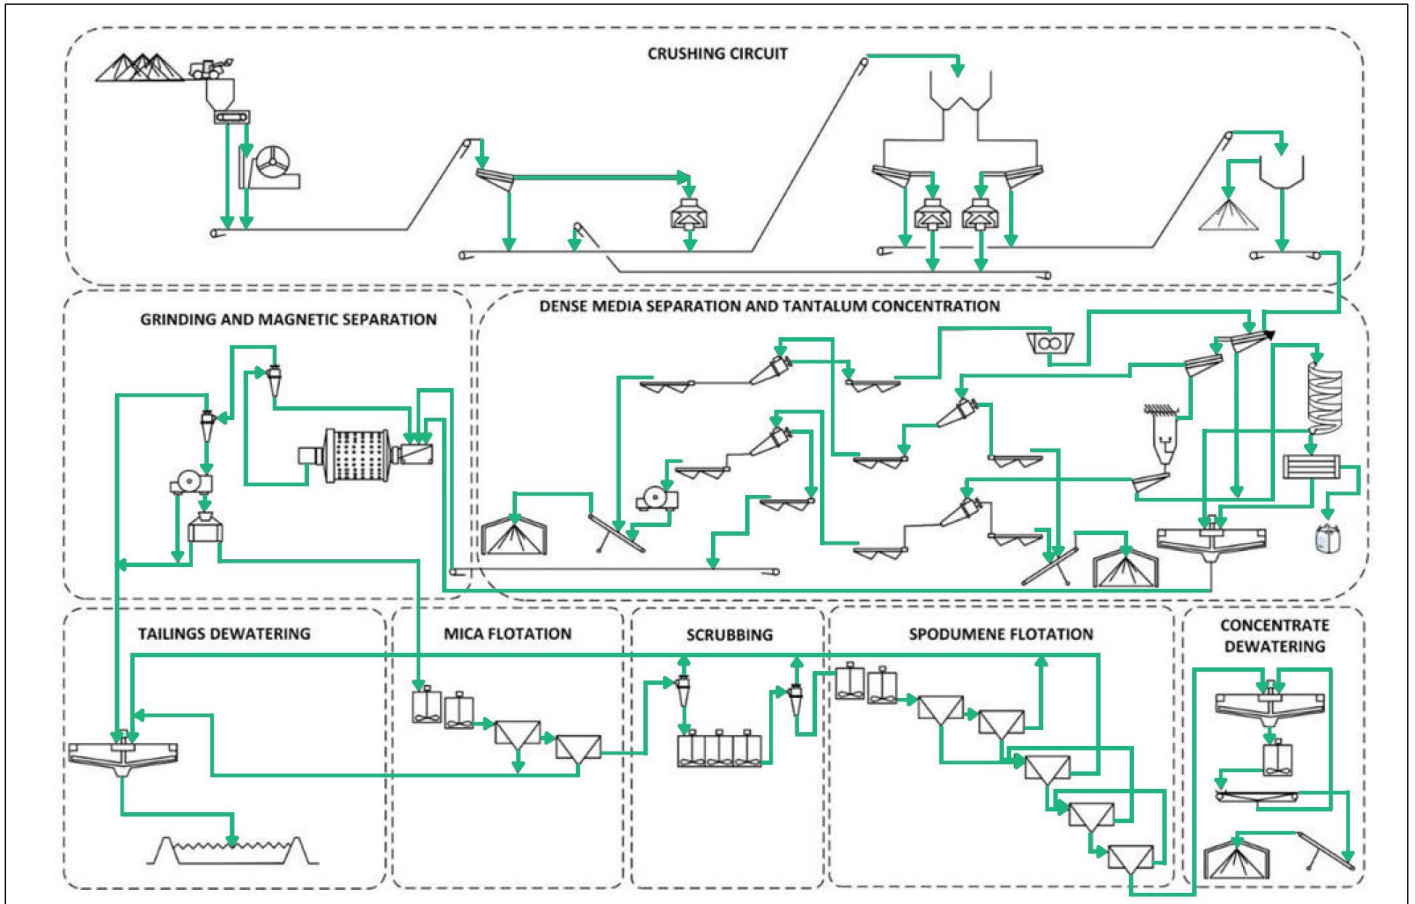 CRUSHING CIRCUIT
GRINDING AND MAGNETIC SEPARATION
DENSE MEDIA SEPARATION AND TANTALUM CONCENTRATION
TAILINGS DEWATERING
MICA FLOTATION
SCRUBBING
SPODUMENE FLOTATION
CONCENTRATE
DEWATERING